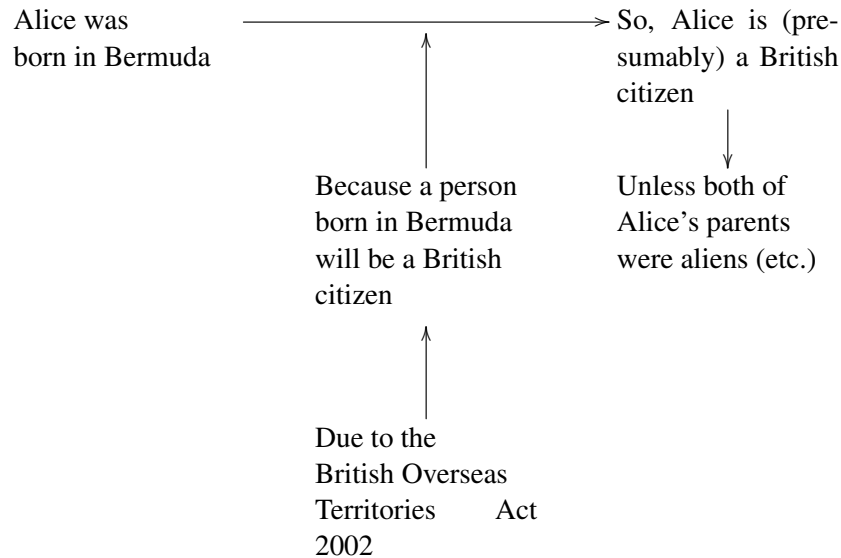 Alice was
born in Bermuda
So, Alice is (pre-
sumably) a British
citizen
Because a person
born in Bermuda
will be a British
citizen
Unless both of
Alice's parents
were aliens (etc.)
Due to the
British Overseas
Territories Act
2002